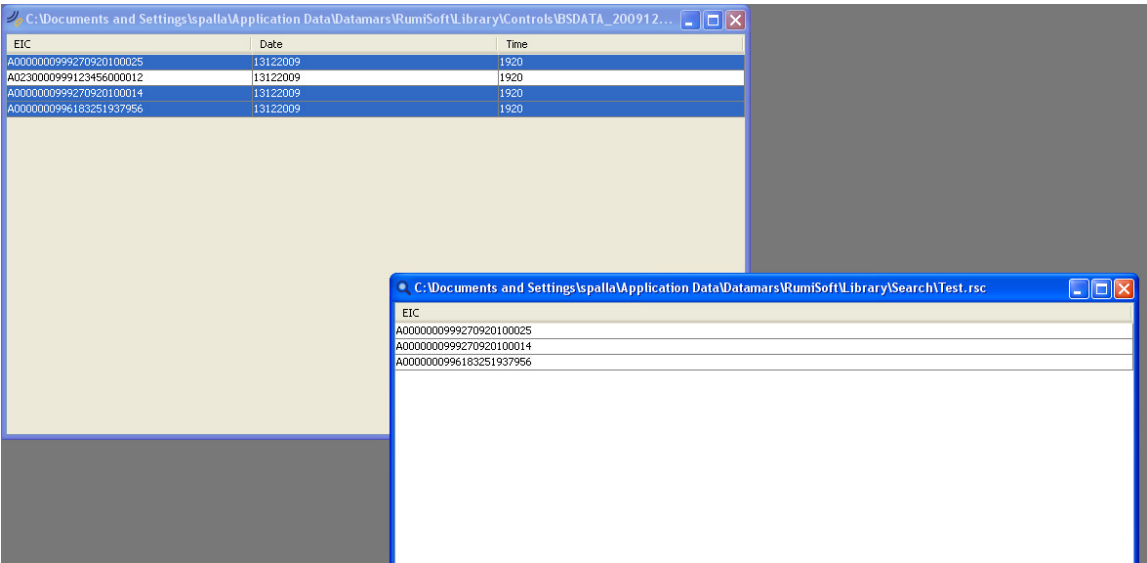 C:\Documents and Settings\spalla\Application Data\Datamars\RumiSoft\Library\Controls\BSDATA_200912...
EIC Date Time
A0000000999270920100025 13122009 1920
A0230000999123456000012 13122009 1920
A0000000999270920100014 13122009 1920
A0000000996183251937956 13122009 1920
C:\Documents and Settings\spalla\Application Data\Datamars\RumiSoft\Library\Search\Test.rsc
EIC
A0000000999270920100025
A0000000999270920100014
A0000000996183251937956